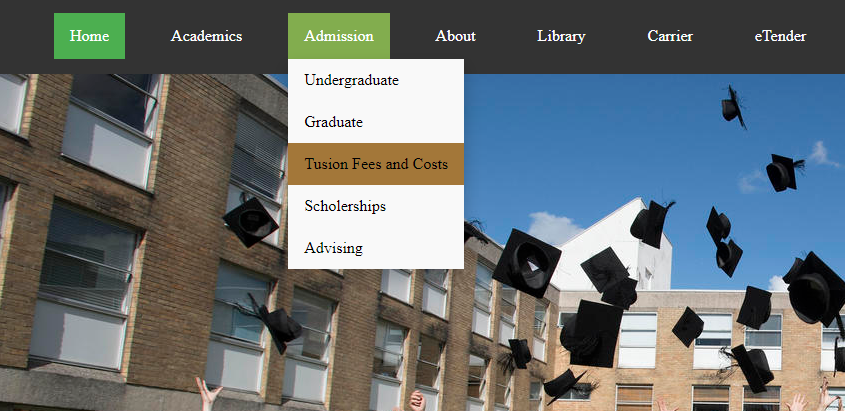 Home Academics Admission About Library Carrier eTender
Undergraduate
Graduate
Tusion Fees and Costs
Scholerships
Advising